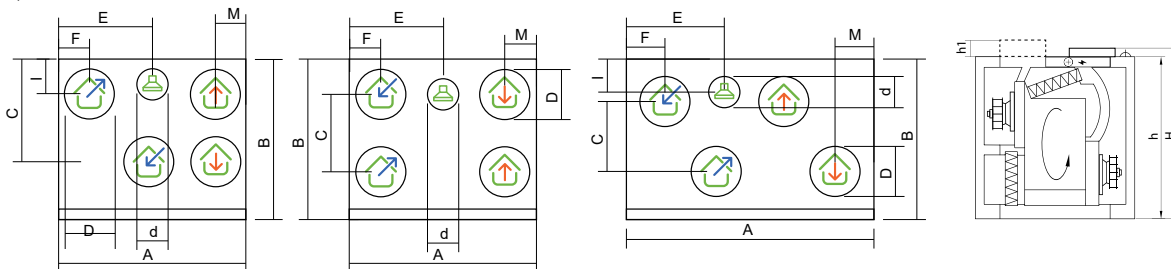 E M E M E M
F F F
I I d
h1
C D C B h H
B B D
D d d
A A A